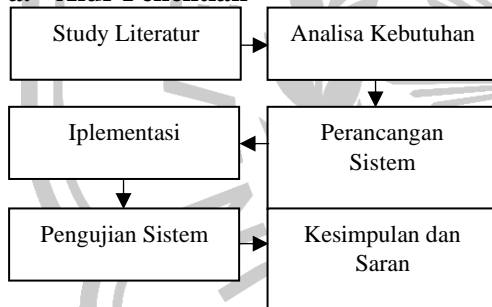 Study Literatur
Analisa Kebutuhan
Iplementasi
Perancangan
Sistem
Pengujian Sistem
Kesimpulan dan
Saran